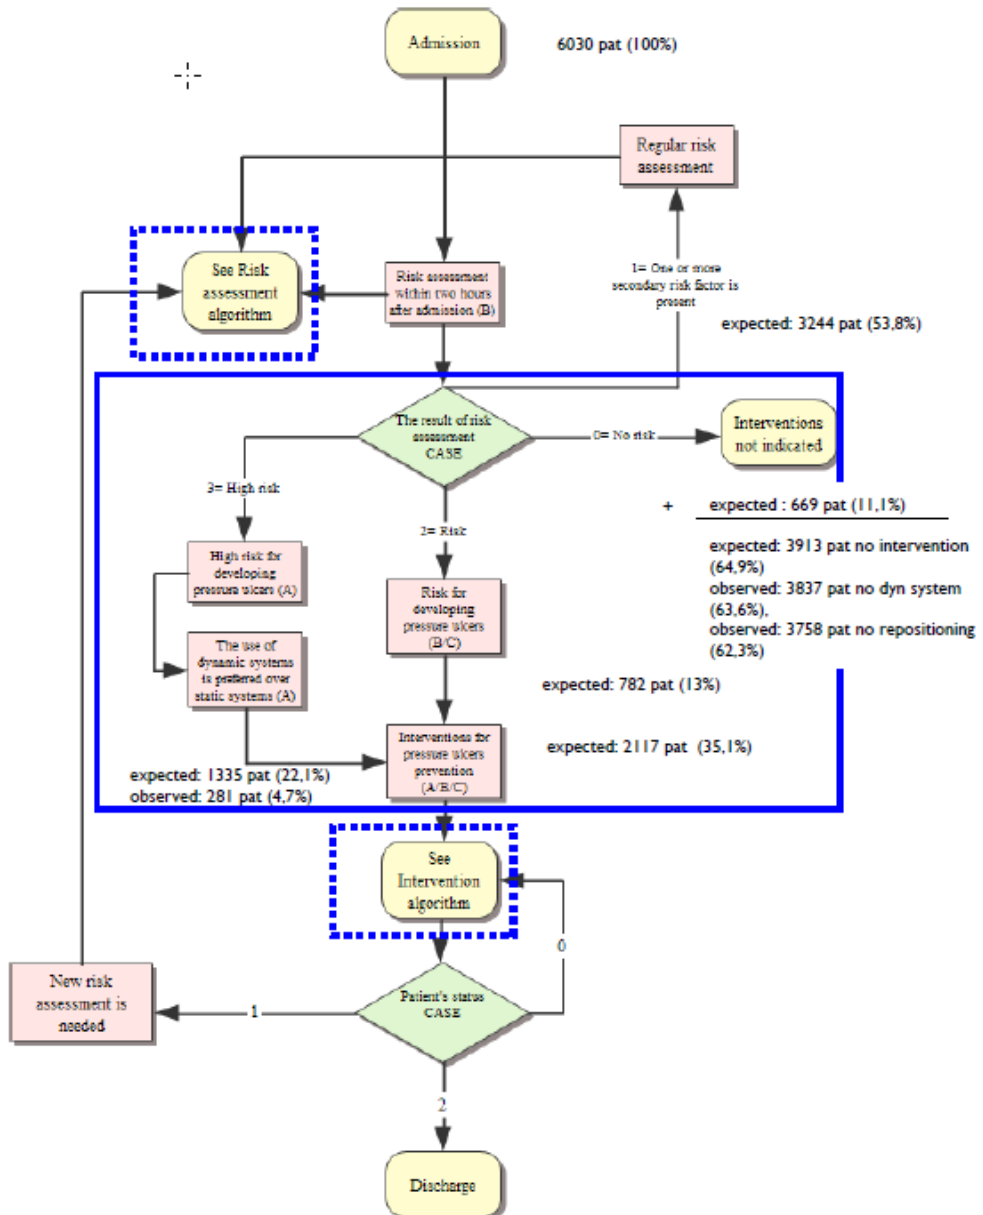 Admission
6030 pat (100%)
Regular risk
assessment
See Risk
assessment
algorithm
Risk assessment
within two hours
after admission (B)
1= One or more
secondary risk factor is
present
expected: 3244 pat (53,8%)
The result of risk
assessment
CASE
0= No risk
Interventions
not indicated
3= High risk
2= Risk
+ expected : 669 pat (11,1%)
expected: 3913 pat no intervention
(64,9%)
observed: 3837 pat no dyn system
(63,6%),
observed: 3758 pat no repositioning
(62,3%)
High risk for
developing
pressure ulcers (A)
Risk for
developing
pressure ulcers
(B/C)
The use of
dynamic systems
is preferred over
static systems (A)
expected: 782 pat (13%)
Interventions for
pressure ulcers
prevention
(A/B/C)
expected: 2117 pat (35,1%)
expected: 1335 pat (22,1%)
observed: 281 pat (4,7%)
See
Intervention
algorithm
0
New risk
assessment is
needed
1
Patient's status
CASE
2
Discharge